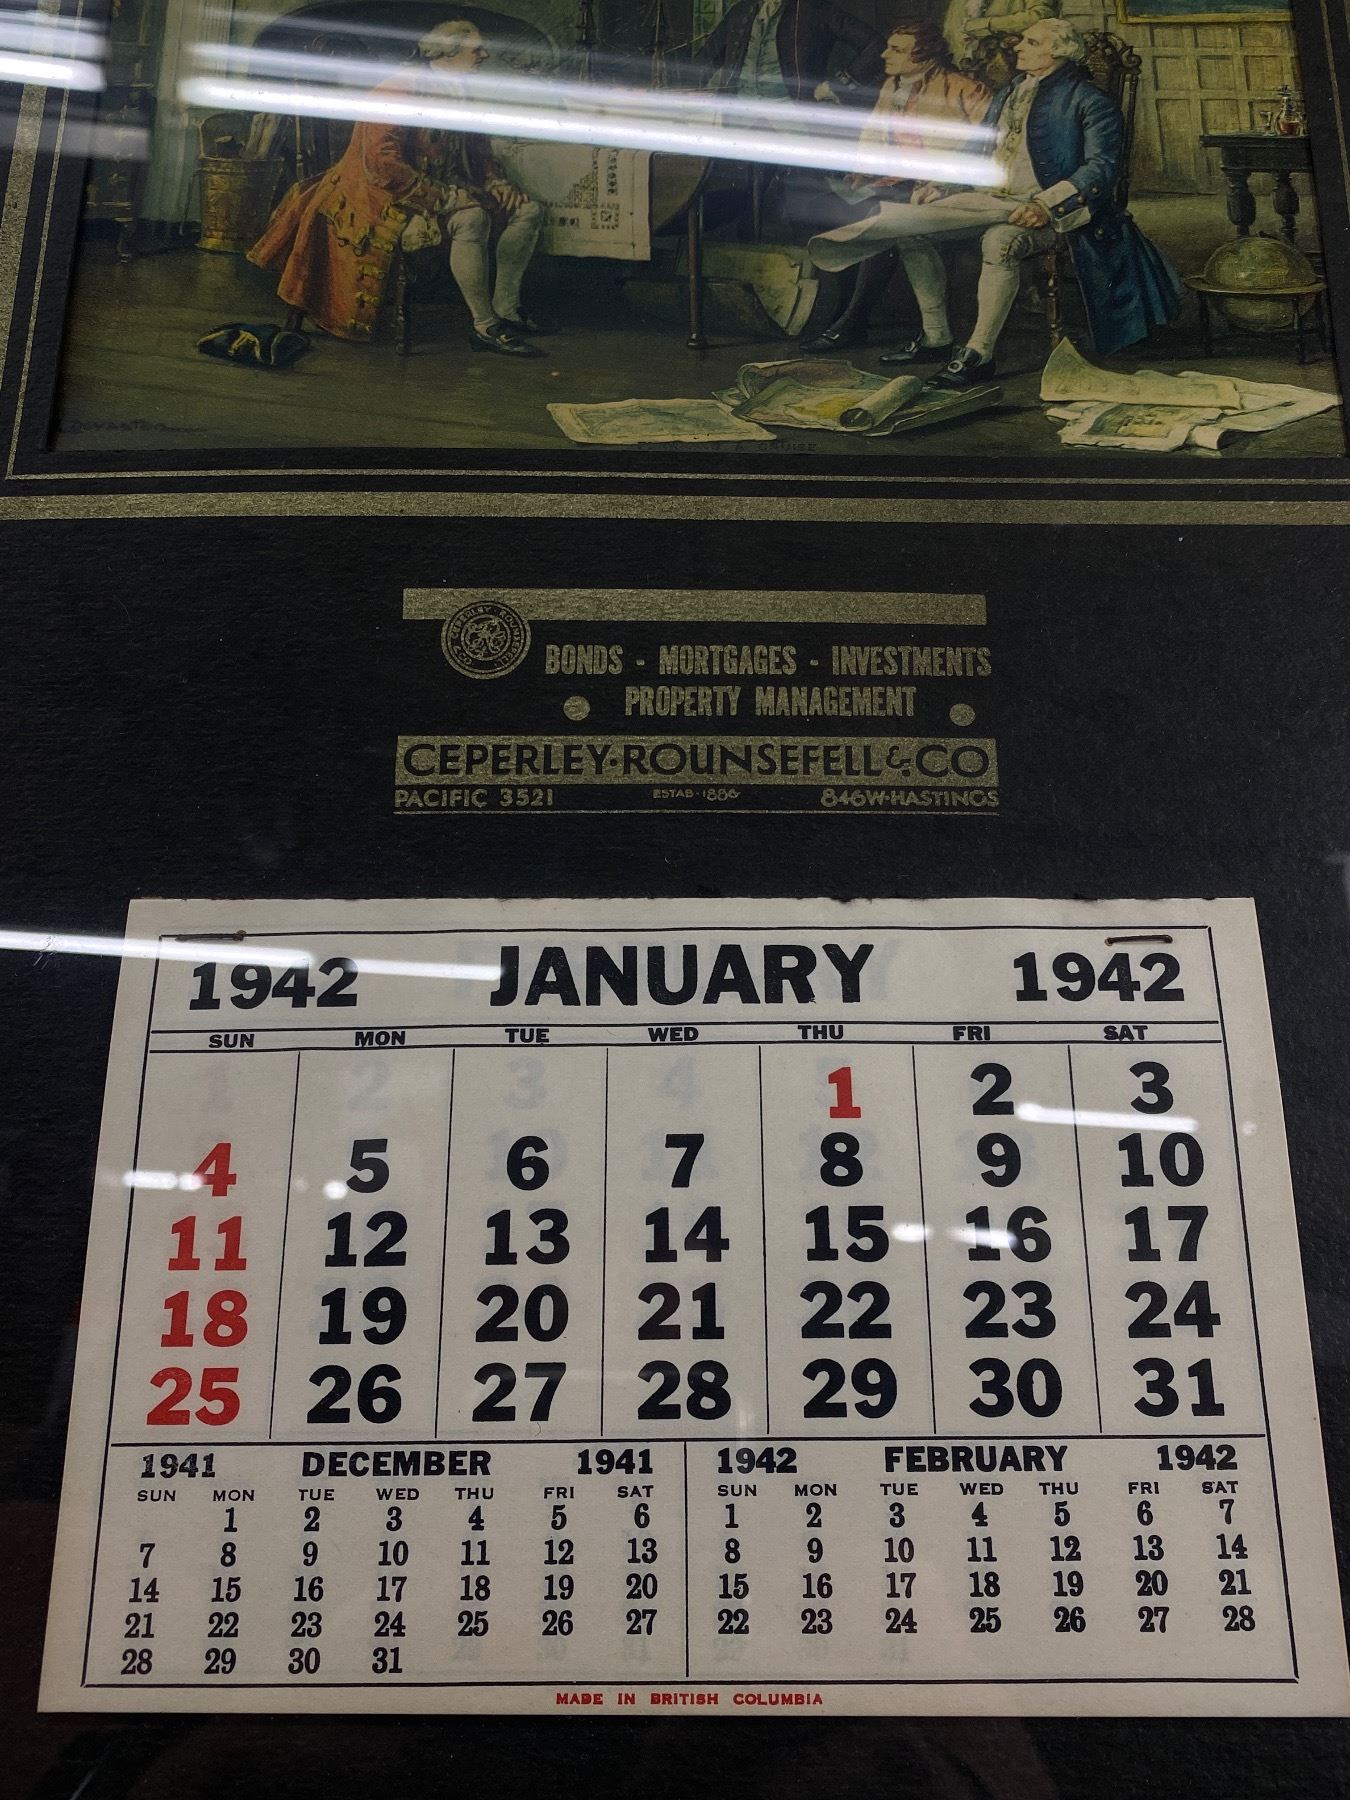 CEPERLEY · ROUNSEFELL & CO
BONDS - MORTGAGES - INVESTMENTS
PROPERTY MANAGEMENT
CEPERLEY·ROUNSEFELL & CO
PACIFIC 3521 ESTAB·1886 846 W·HASTINGS
1942 JANUARY 1942
SUN MON TUE WED THU FRI SAT
1 2 3
4 5 6 7 8 9 10
11 12 13 14 15 16 17
18 19 20 21 22 23 24
25 26 27 28 29 30 31
1941 DECEMBER 1941
SUN MON TUE WED THU FRI SAT
1 2 3 4 5 6
7 8 9 10 11 12 13
14 15 16 17 18 19 20
21 22 23 24 25 26 27
28 29 30 31
1942 FEBRUARY 1942
SUN MON TUE WED THU FRI SAT
1 2 3 4 5 6 7
8 9 10 11 12 13 14
15 16 17 18 19 20 21
22 23 24 25 26 27 28
MADE IN BRITISH COLUMBIA